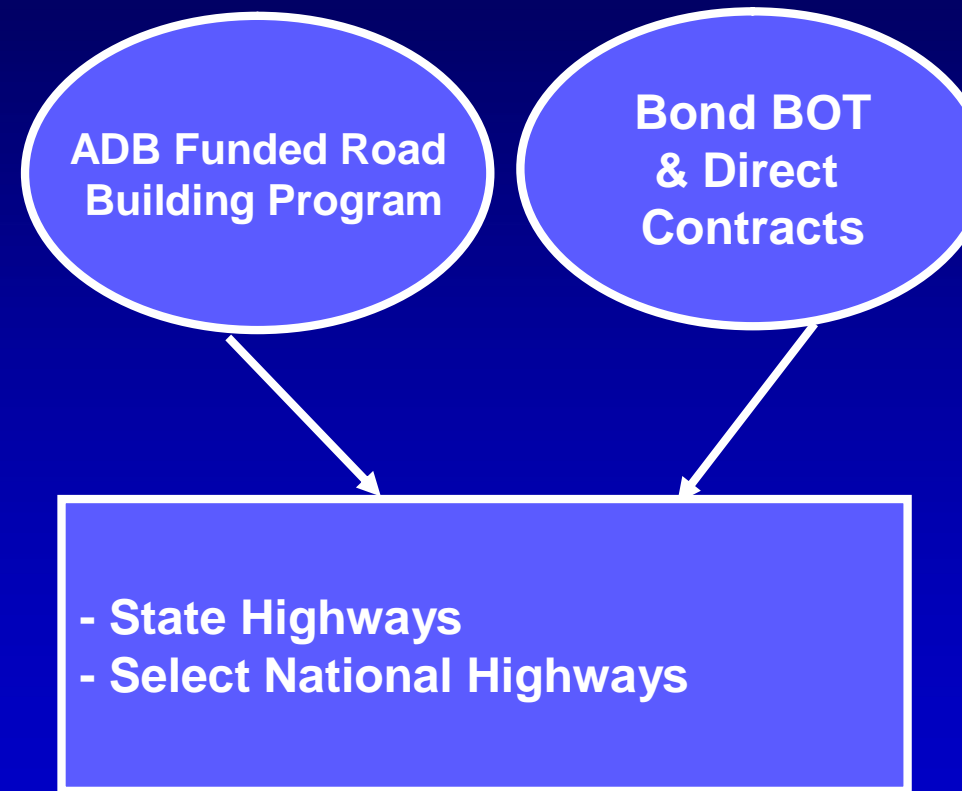 ADB Funded Road
Building Program
Bond BOT
& Direct
Contracts
- State Highways
- Select National Highways